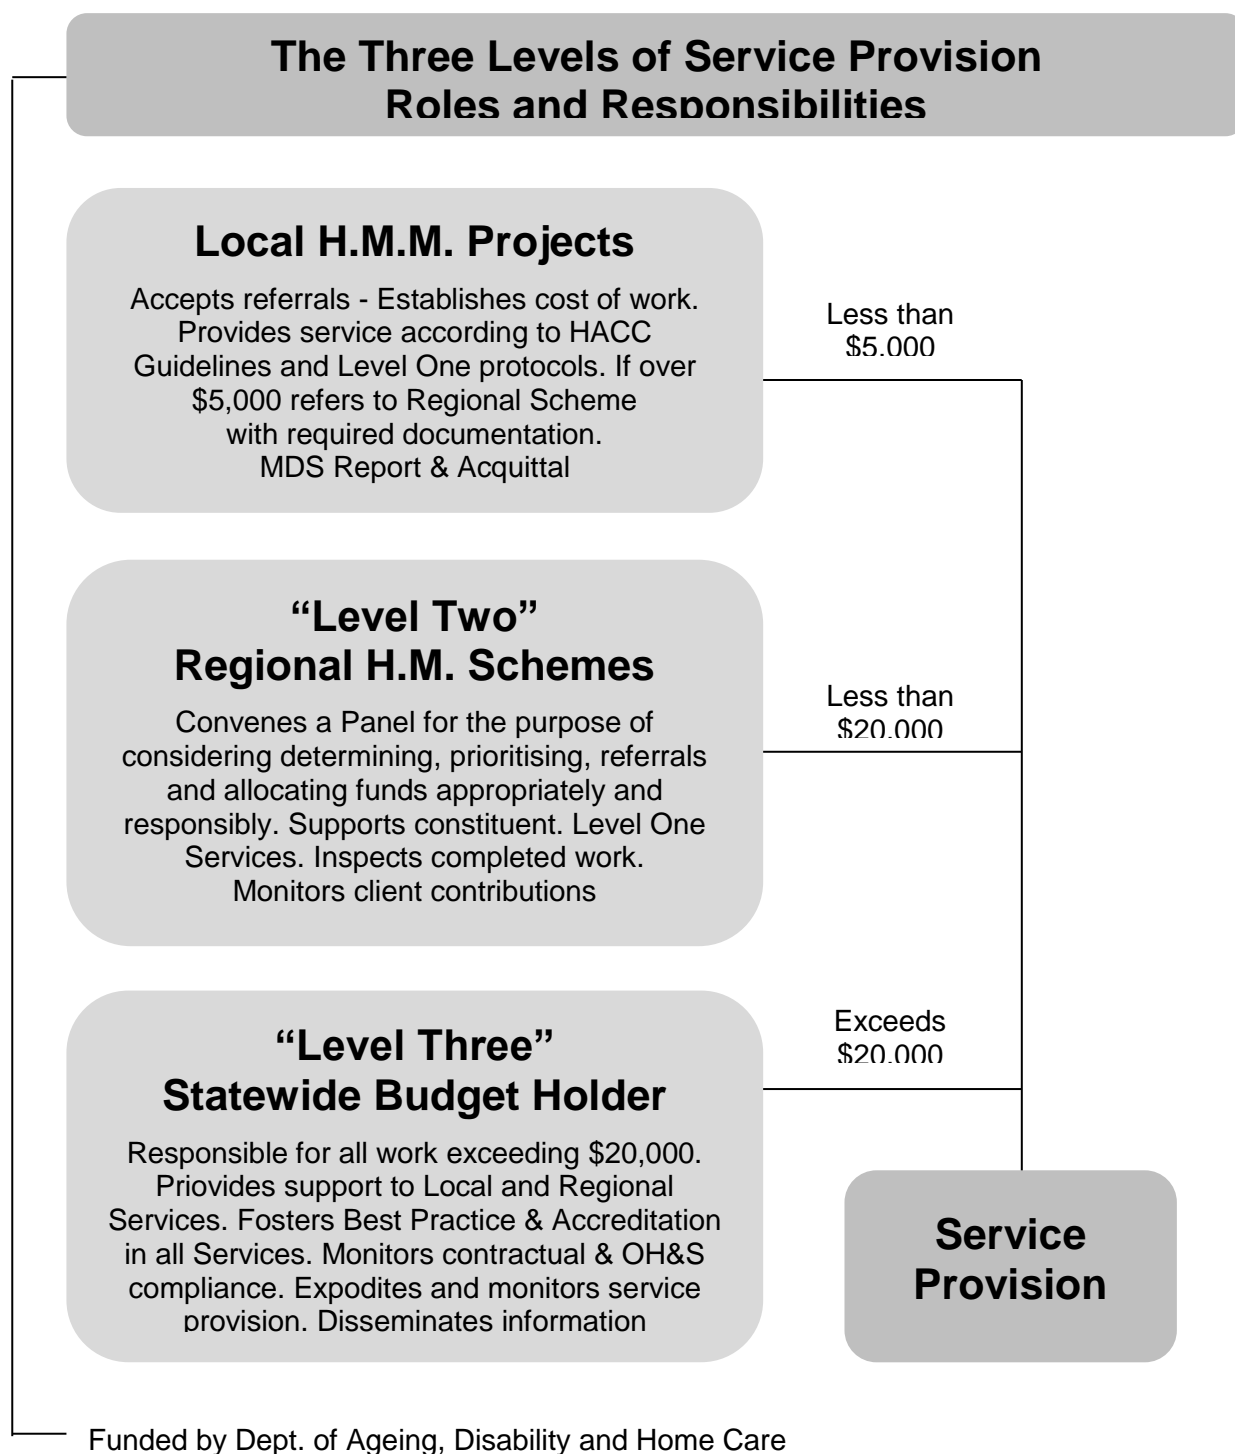 The Three Levels of Service Provision
Roles and Responsibilities
Local H.M.M. Projects
Accepts referrals - Establishes cost of work.
Provides service according to HACC
Guidelines and Level One protocols. If over
$5,000 refers to Regional Scheme
with required documentation.
MDS Report & Acquittal
Less than
$5,000
“Level Two”
Regional H.M. Schemes
Convenes a Panel for the purpose of
considering determining, prioritising, referrals
and allocating funds appropriately and
responsibly. Supports constituent. Level One
Services. Inspects completed work.
Monitors client contributions
Less than
$20,000
“Level Three”
Statewide Budget Holder
Responsible for all work exceeding $20,000.
Priovides support to Local and Regional
Services. Fosters Best Practice & Accreditation
in all Services. Monitors contractual & OH&S
compliance. Expodites and monitors service
provision. Disseminates information
Exceeds
$20,000
Service
Provision
Funded by Dept. of Ageing, Disability and Home Care